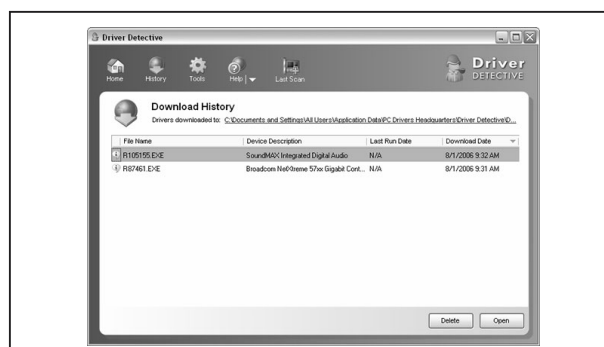 Driver Detective
Home History Tools Help Last Scan
Driver
DETECTIVE
Download History
Drivers downloaded to: C:\Documents and Settings\All Users\Application Data\PC Drivers Headquarters\Driver Detective\D...
File Name Device Description Last Run Date Download Date
R105155.EXE SoundMAX Integrated Digital Audio N/A 8/1/2006 9:32 AM
R87461.EXE Broadcom NetXtreme 57xx Gigabit Cont... N/A 8/1/2006 9:31 AM
Delete Open